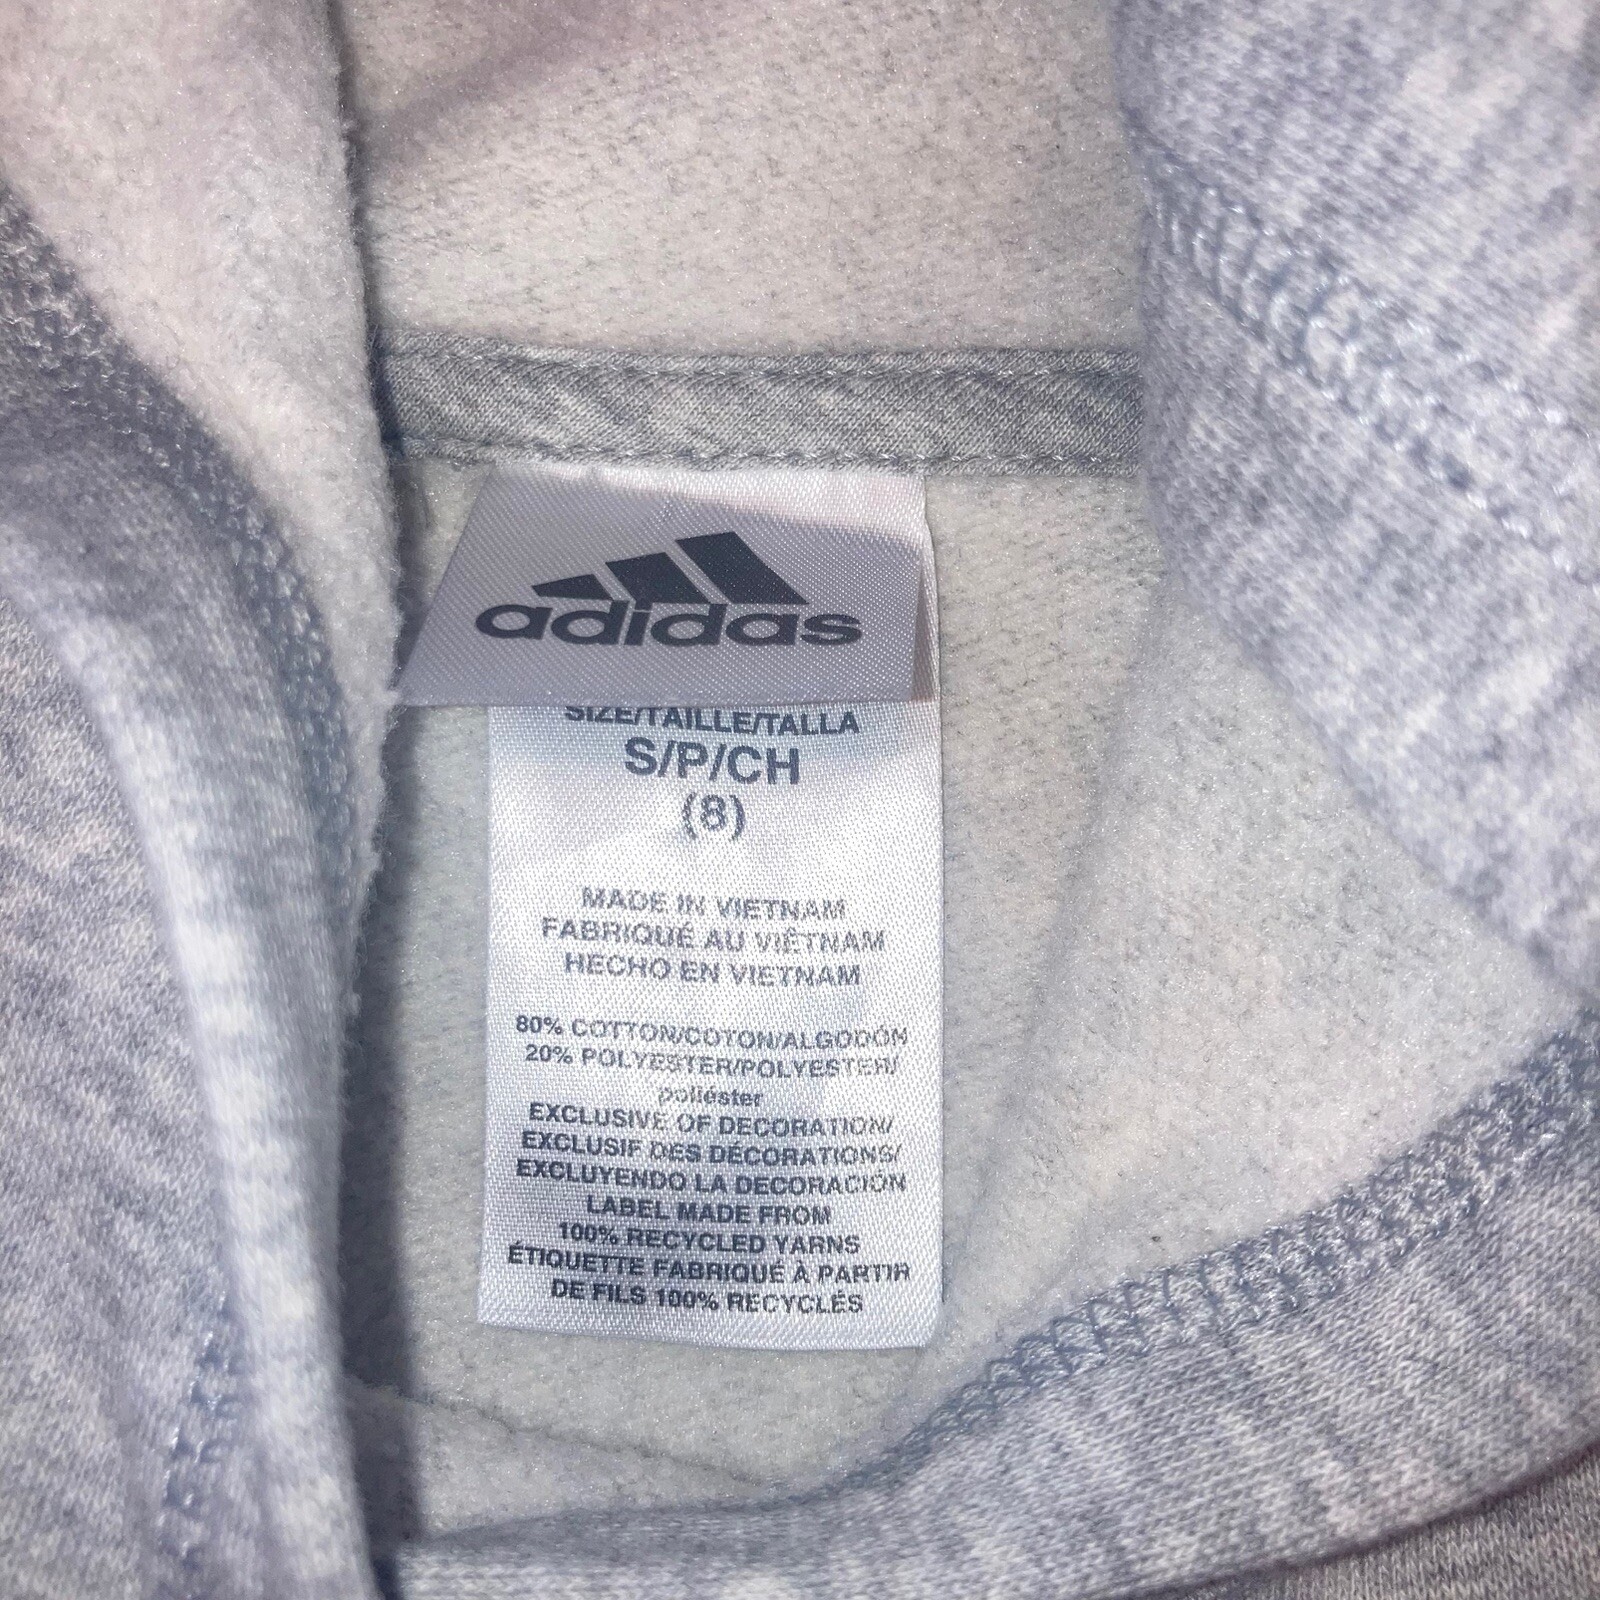 adidas
SIZE/TAILLE/TALLA
S/P/CH
(8)
MADE IN VIETNAM
FABRIQUÉ AU VIÊTNAM
HECHO EN VIETNAM
80% COTTON/COTON/ALGODÓN
20% POLYESTER/POLYESTER/
poliéster
EXCLUSIVE OF DECORATION/
EXCLUSIF DES DÉCORATIONS/
EXCLUYENDO LA DECORACIÓN
LABEL MADE FROM
100% RECYCLED YARNS
ÉTIQUETTE FABRIQUÉ À PARTIR
DE FILS 100% RECYCLÉS